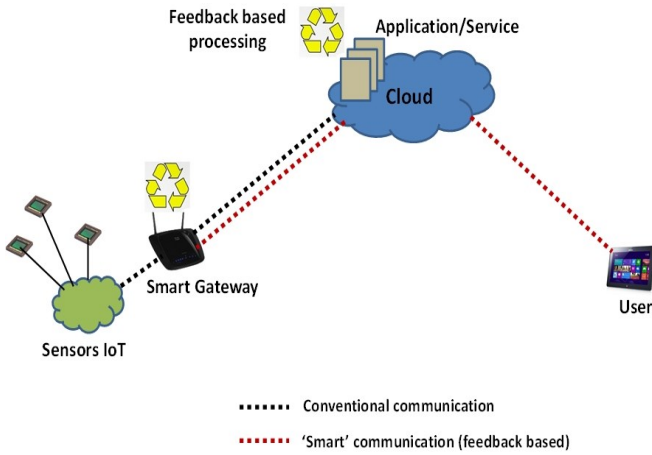 Feedback based
processing
Application/Service
Cloud
Smart Gateway
Sensors IoT
User
Conventional communication
'Smart' communication (feedback based)